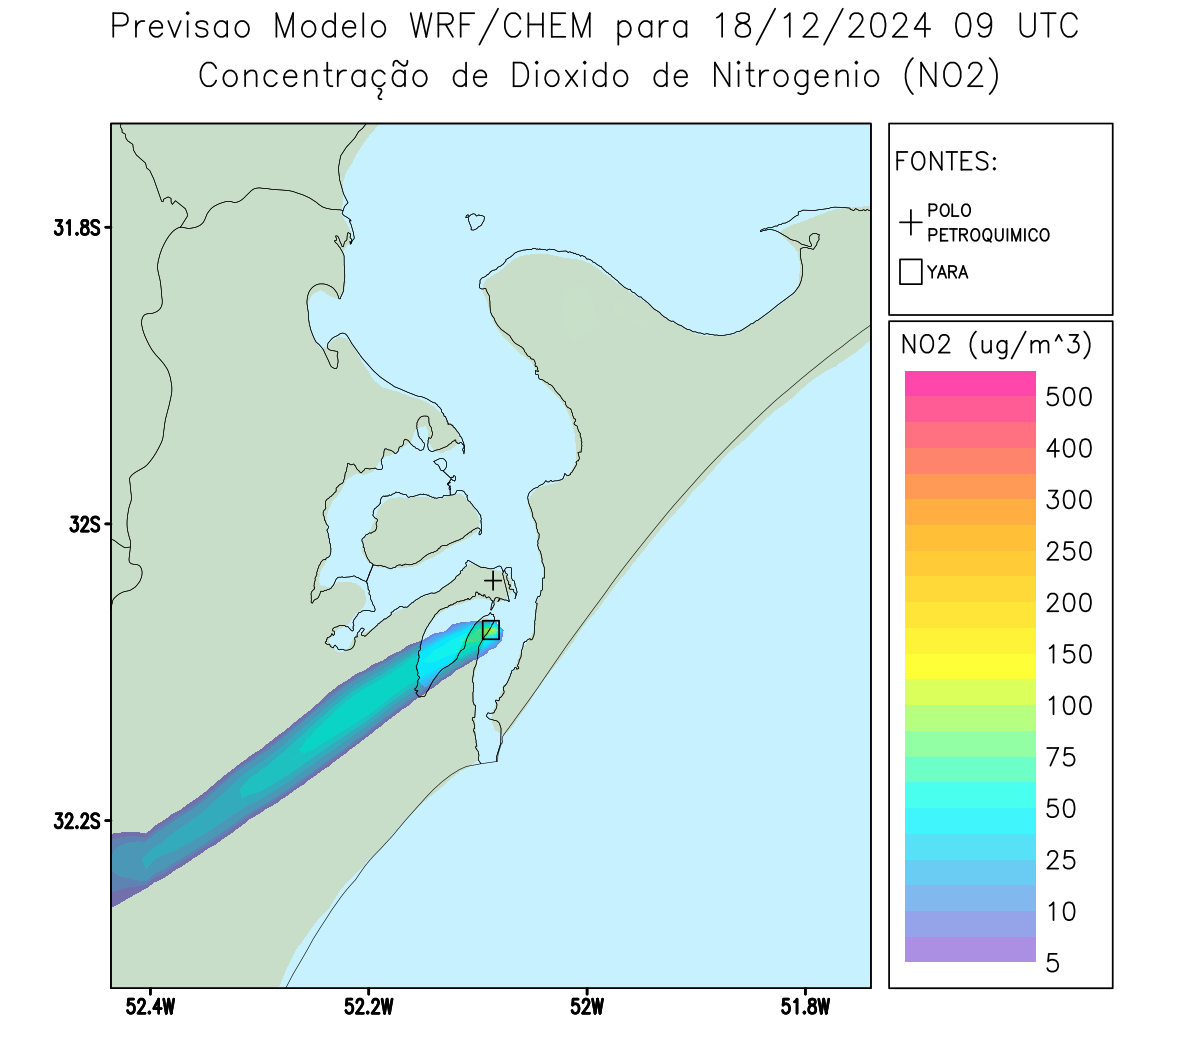 Previsao Modelo WRF/CHEM para 18/12/2024 09 UTC
Concentração de Dioxido de Nitrogenio (NO2)
FONTES:
POLO
PETROQUIMICO
YARA
NO2 (ug/m^3)
500
400
300
250
200
150
100
75
50
25
10
5
31.8S
32S
32.2S
52.4W
52.2W
52W
51.8W